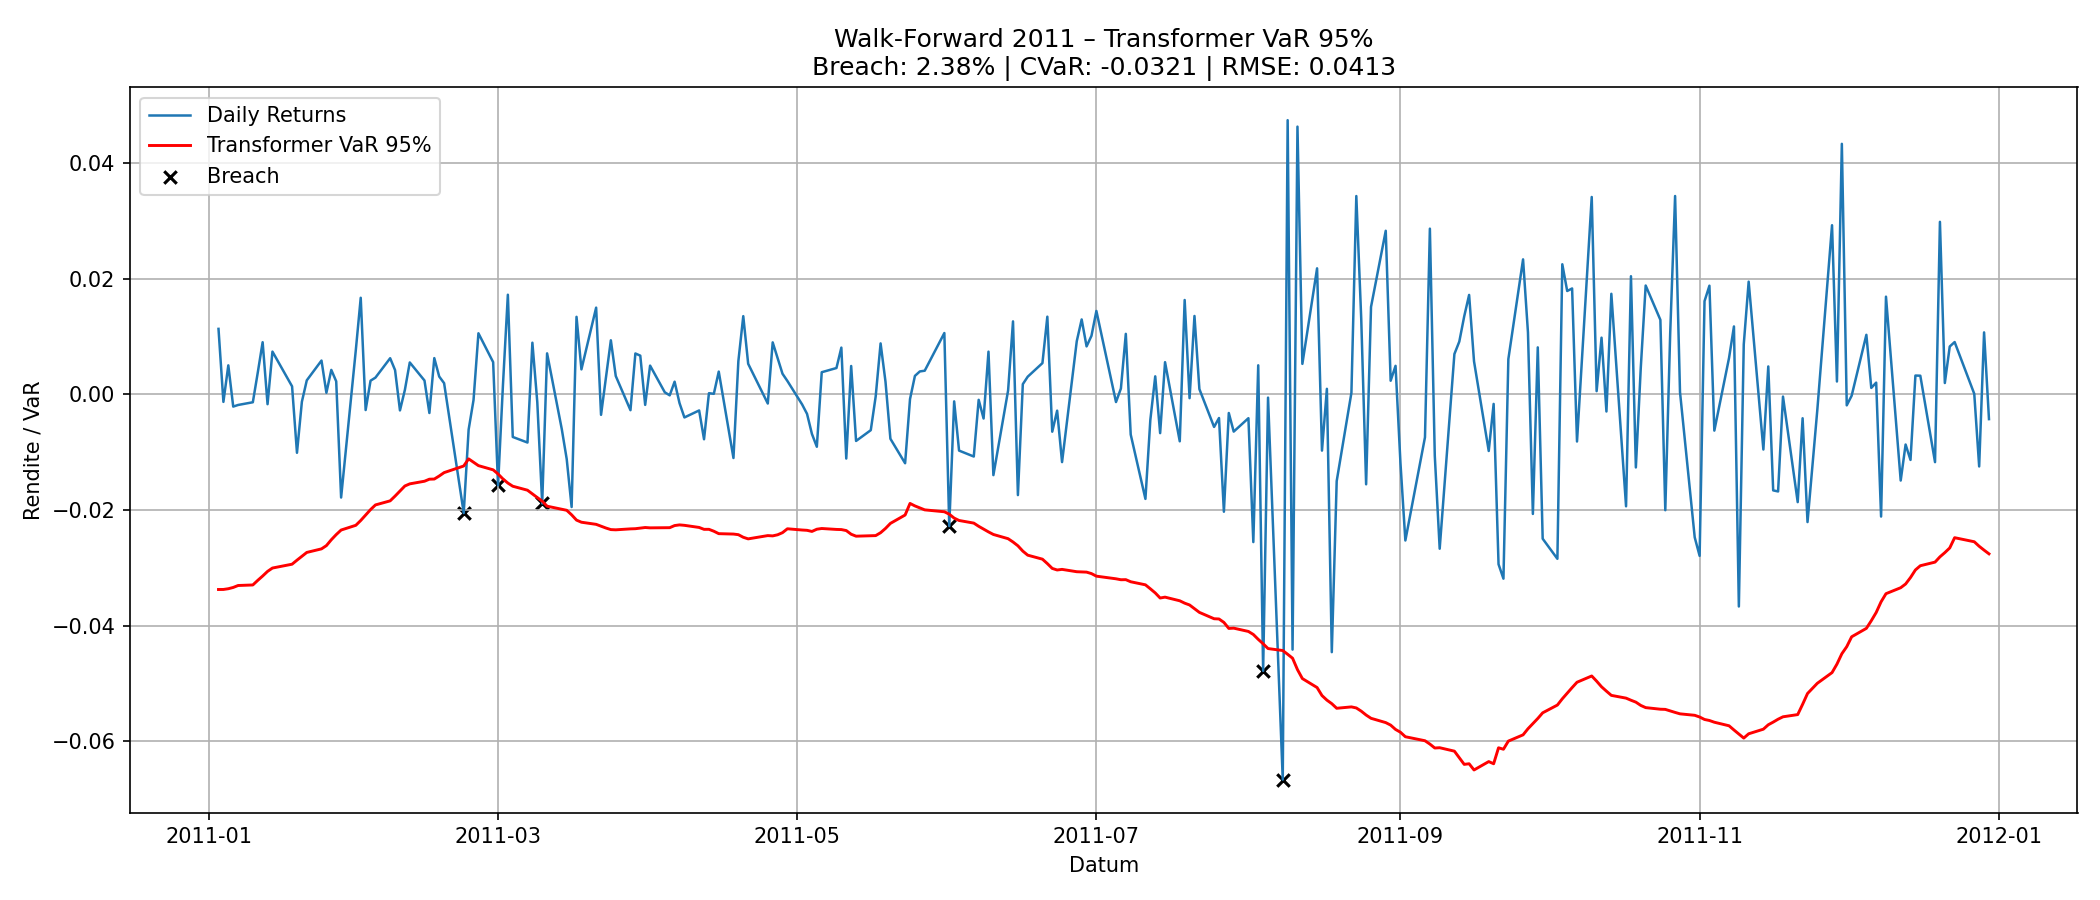 Walk-Forward 2011 – Transformer VaR 95%
Breach: 2.38% | CVaR: -0.0321 | RMSE: 0.0413
Daily Returns
Transformer VaR 95%
Breach
Rendite / VaR
0.04
0.02
0.00
−0.02
−0.04
−0.06
2011-01
2011-03
2011-05
2011-07
2011-09
2011-11
2012-01
Datum